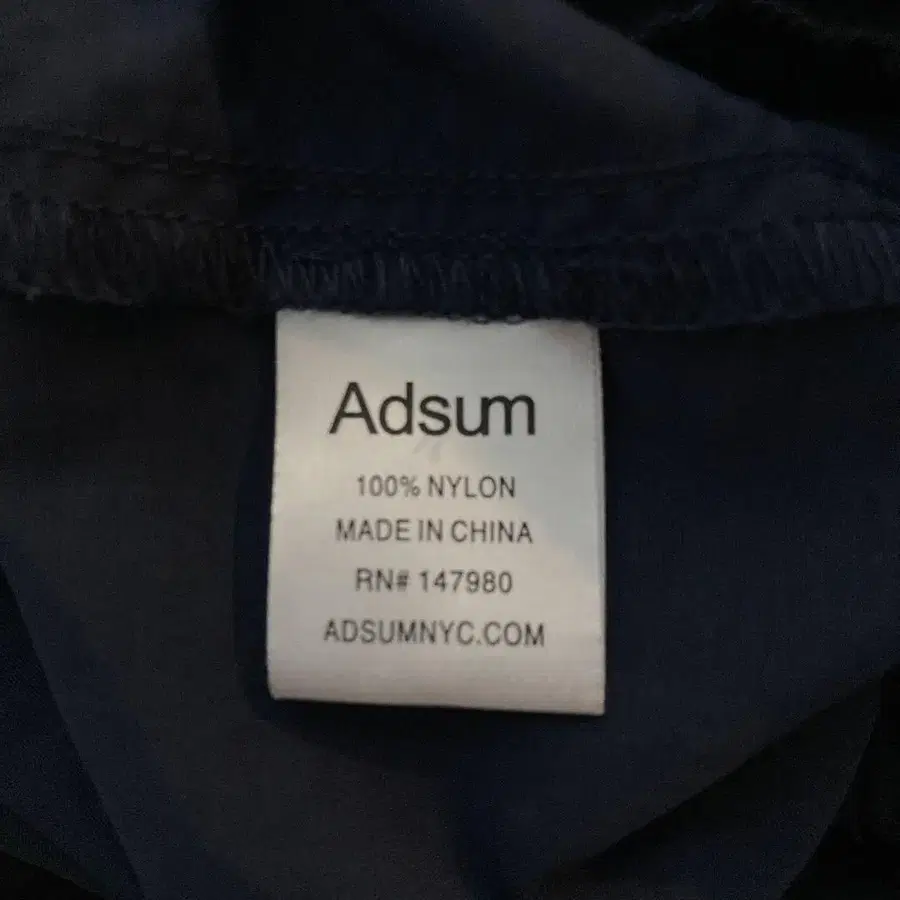 Adsum
100% NYLON
MADE IN CHINA
RN# 147980
ADSUMNYC.COM